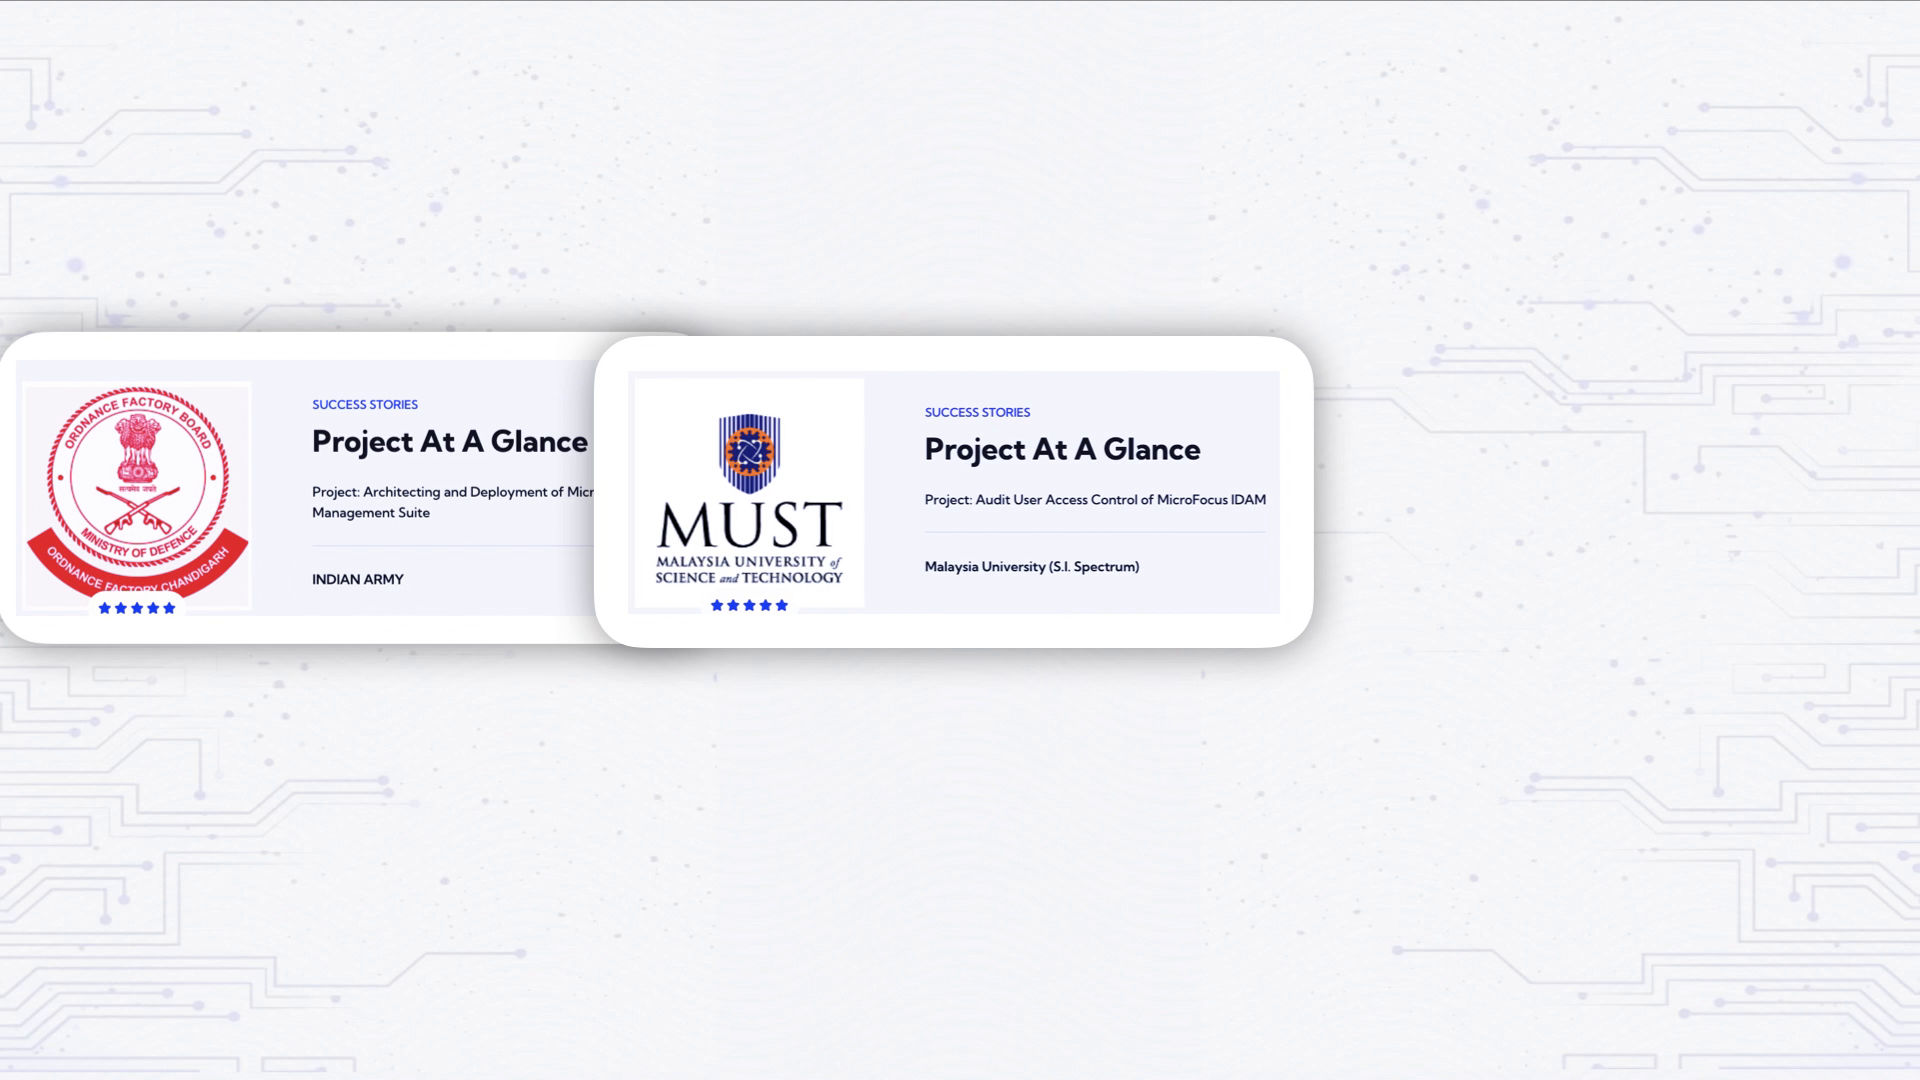 ORDNANCE FACTORY BOARD
सत्यमेव जयते
MINISTRY OF DEFENCE
ORDNANCE FACTORY CHANDIGARH
SUCCESS STORIES
Project At A Glance
Project: Architecting and Deployment of
Management Suite
INDIAN ARMY
MUST
MALAYSIA UNIVERSITY of
SCIENCE and TECHNOLOGY
SUCCESS STORIES
Project At A Glance
Project: Audit User Access Control of MicroFocus IDAM
Malaysia University (S.I. Spectrum)